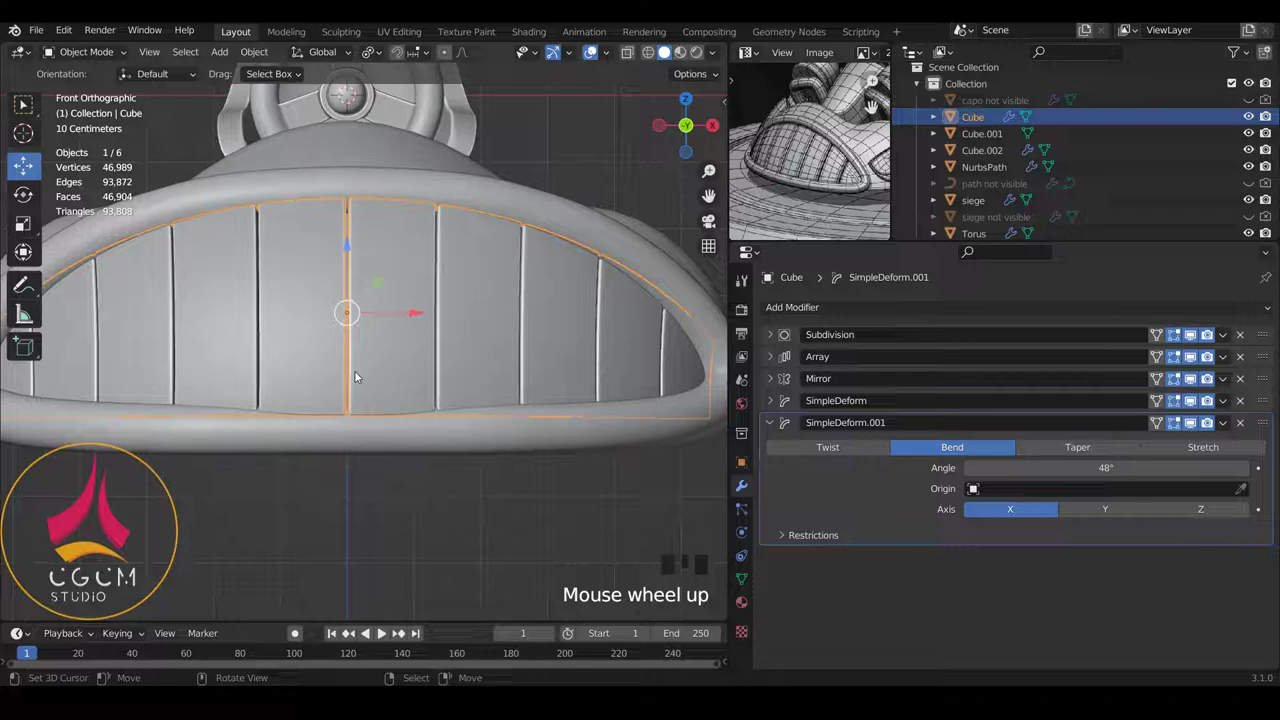 File Edit Render Window Help Layout Modeling Sculpting UV Editing Texture Paint Shading Animation Rendering Compositing Geometry Nodes Scripting + Scene ViewLayer
Object Mode View Select Add Object Global View Image
Orientation: Default Drag: Select Box Options
Front Orthographic
(1) Collection | Cube
10 Centimeters
Objects 1 / 6
Vertices 46,989
Edges 93,872
Faces 46,904
Triangles 93,808
Z
Y
X
Scene Collection
Collection
capo not visible
Cube
Cube.001
Cube.002
NurbsPath
path not visible
siege
siege not visible
Torus
Cube SimpleDeform.001
Add Modifier
Subdivision
Array
Mirror
SimpleDeform
SimpleDeform.001
Twist Bend Taper Stretch
Angle 48°
Origin
Axis X Y Z
Restrictions
CGCM
STUDIO
Mouse wheel up
Playback Keying View Marker 1 Start 1 End 250
1 20 40 60 80 100 120 140 160 180 200 220 240
Set 3D Cursor Move Rotate View Select Move 3.1.0